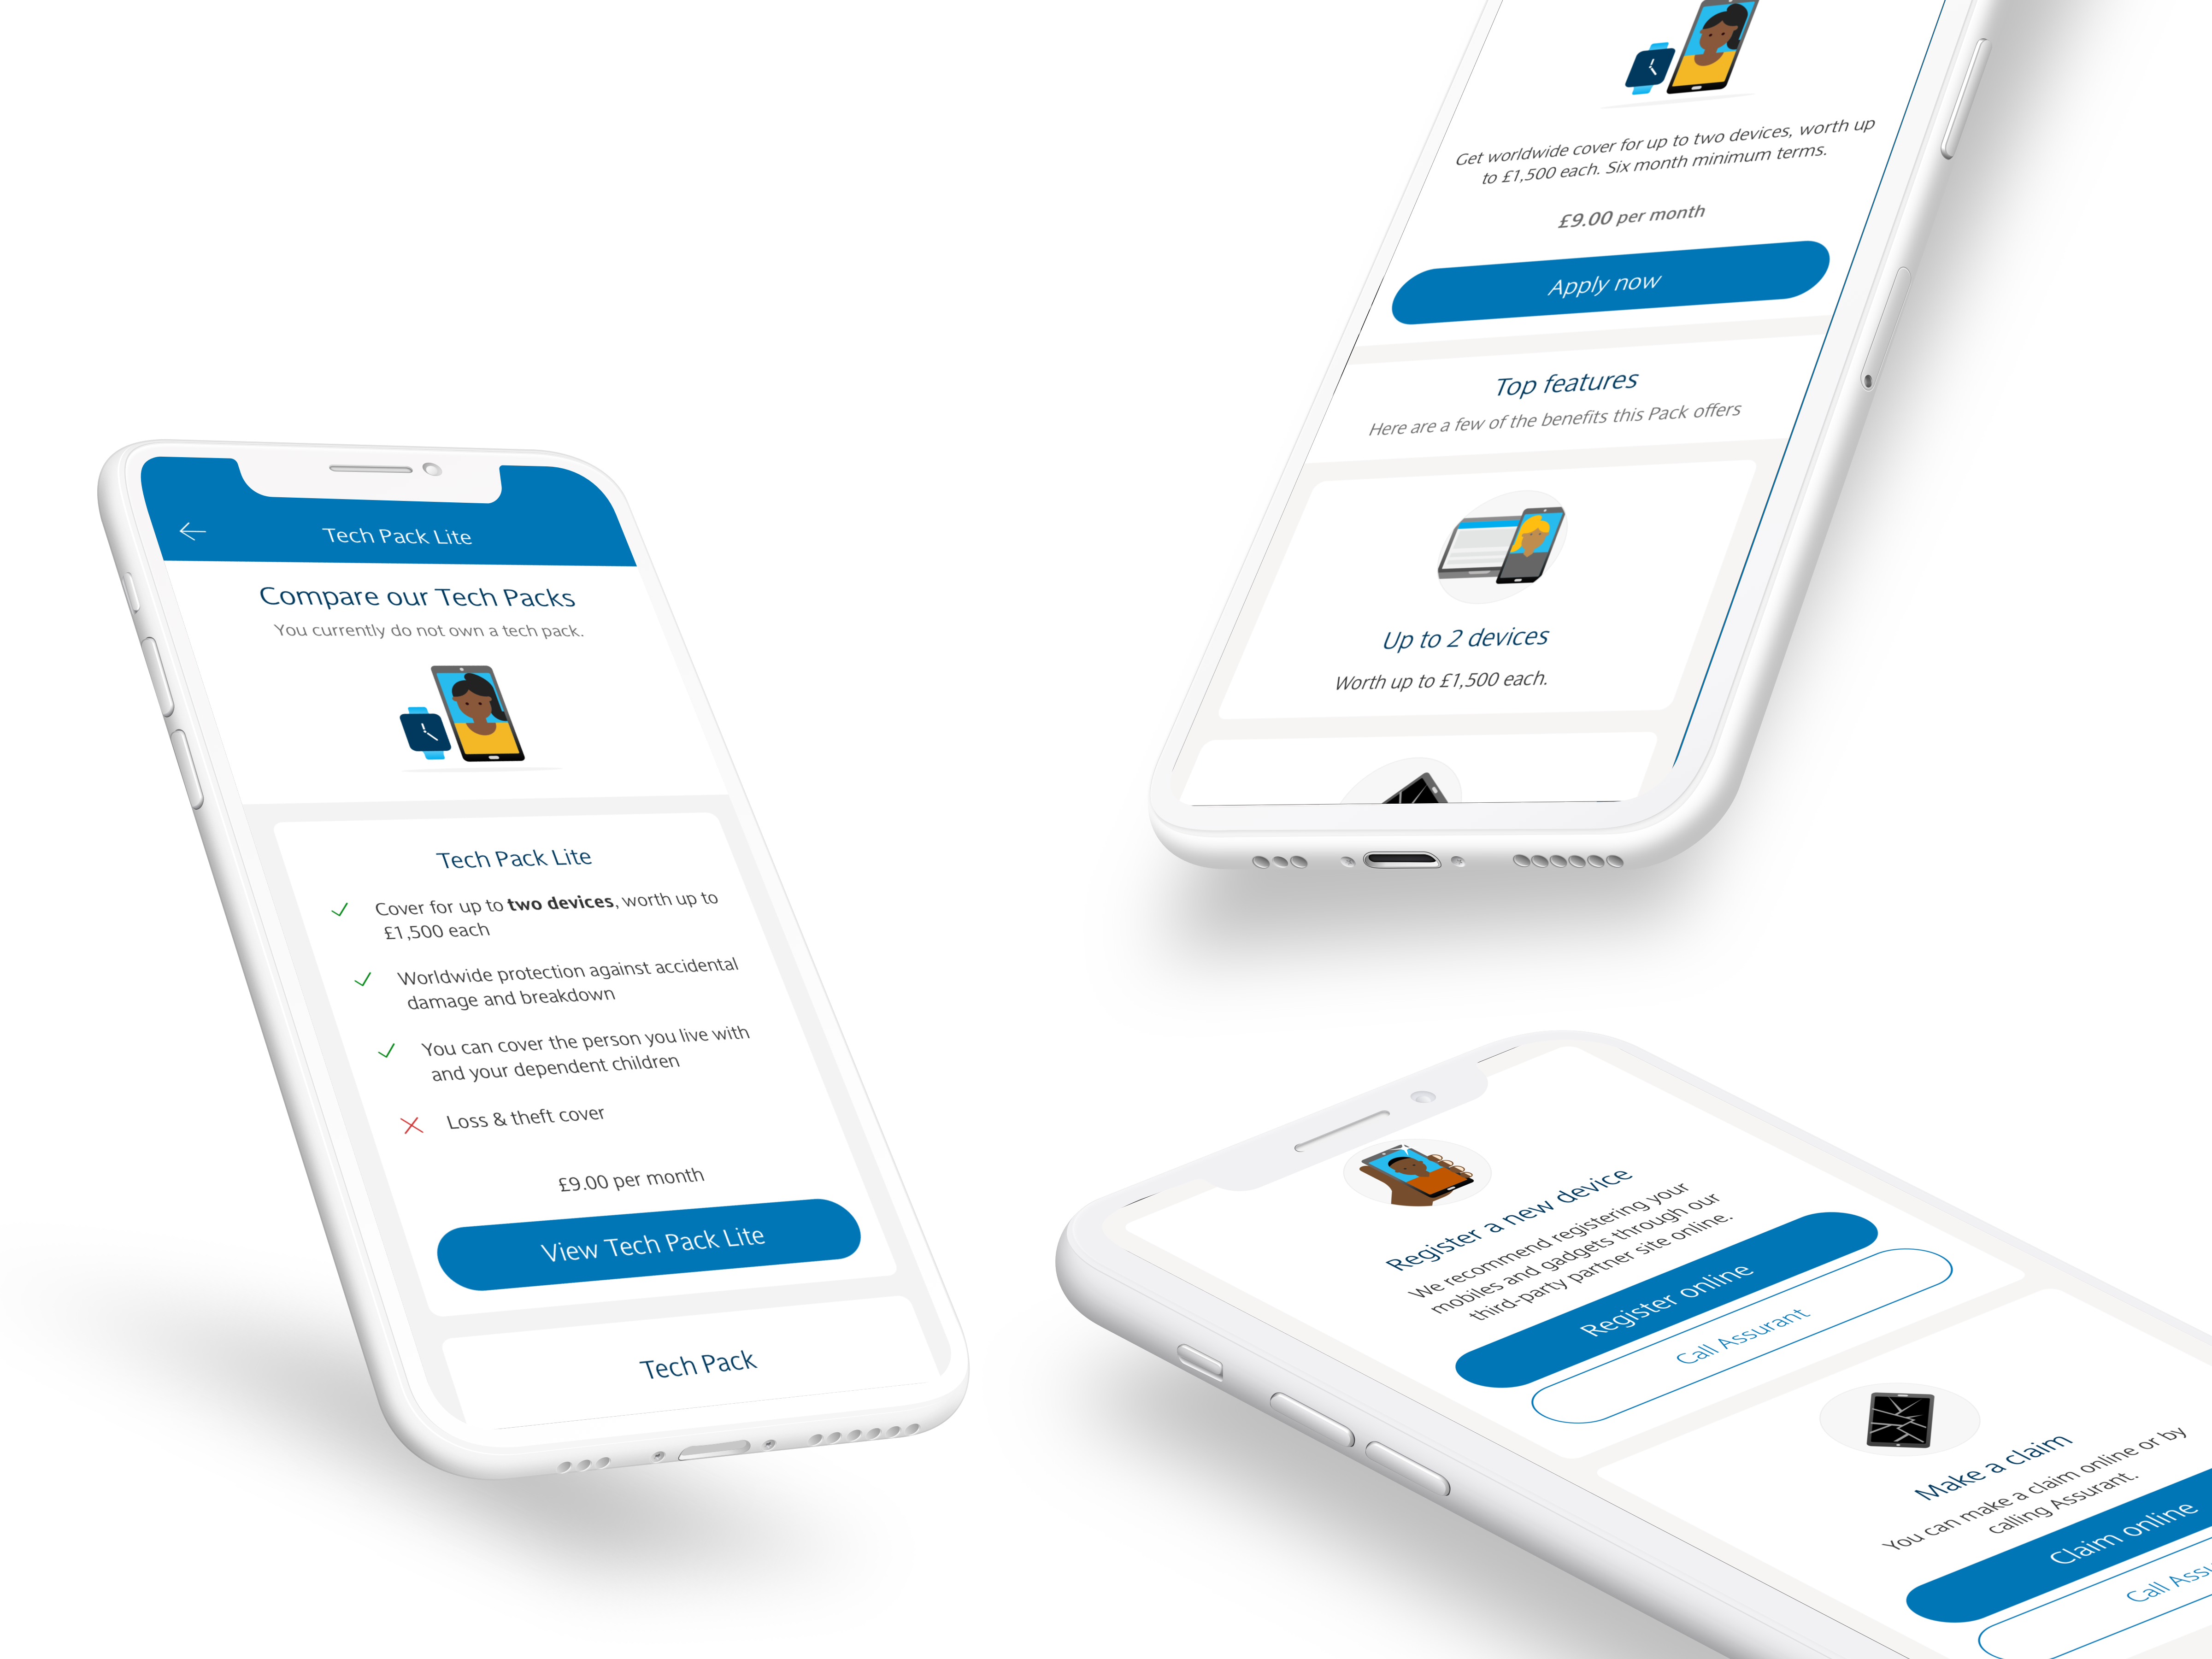 Tech Pack Lite
Compare our Tech Packs
You currently do not own a tech pack.
Tech Pack Lite
Cover for up to two devices, worth up to
£1,500 each
Worldwide protection against accidental
damage and breakdown
You can cover the person you live with
and your dependent children
Loss & theft cover
£9.00 per month
View Tech Pack Lite
Tech Pack
Get worldwide cover for up to two devices, worth up
to £1,500 each. Six month minimum terms.
£9.00 per month
Apply now
Top features
Here are a few of the benefits this Pack offers
Up to 2 devices
Worth up to £1,500 each.
Register a new device
We recommend registering your
mobiles and gadgets through our
third-party partner site online.
Register online
Call Assurant
Make a claim
You can make a claim online or by
calling Assurant.
Claim online
Call